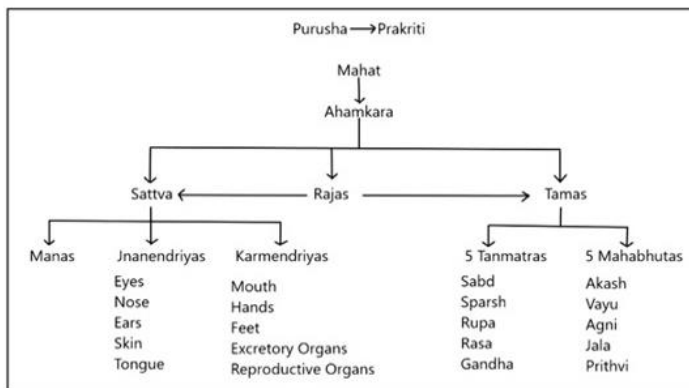 Purusha → Prakriti
Mahat
Ahamkara
Sattva Rajas Tamas
Manas Jnanendriyas Karmendriyas 5 Tanmatras 5 Mahabhutas
Eyes Mouth Sabd Akash
Nose Hands Sparsh Vayu
Ears Feet Rupa Agni
Skin Excretory Organs Rasa Jala
Tongue Reproductive Organs Gandha Prithvi